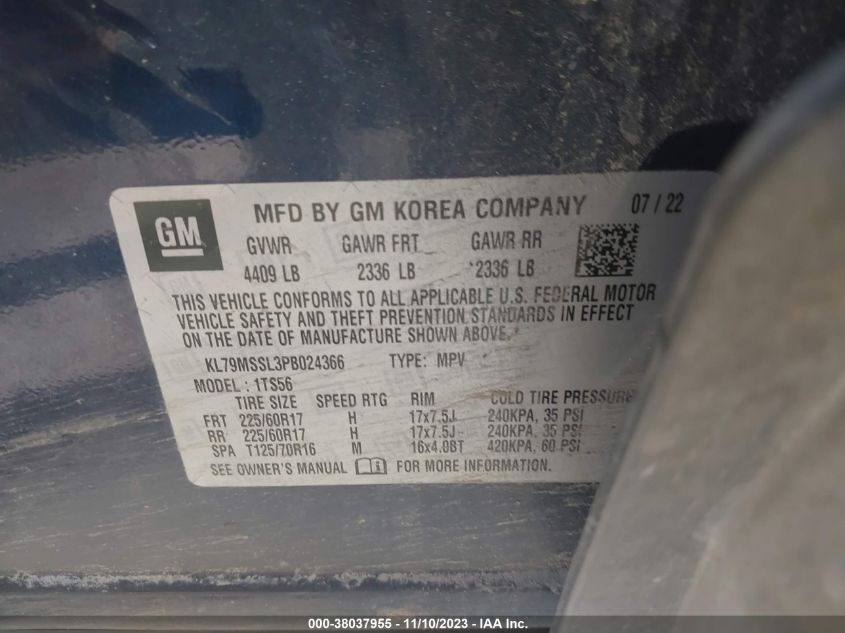 GM MFD BY GM KOREA COMPANY 07 / 22
GVWR GAWR FRT GAWR RR
4409 LB 2336 LB 2336 LB
THIS VEHICLE CONFORMS TO ALL APPLICABLE U.S. FEDERAL MOTOR
VEHICLE SAFETY AND THEFT PREVENTION STANDARDS IN EFFECT
ON THE DATE OF MANUFACTURE SHOWN ABOVE.
KL79MSSL3PB024366 TYPE: MPV
MODEL : 1TS56
TIRE SIZE SPEED RTG RIM COLD TIRE PRESSURE
FRT 225/60R17 H 17x7.5J 240KPA, 35 PSI
RR 225/60R17 H 17x7.5J 240KPA, 35 PSI
SPA T125/70R16 M 16x4.0BT 420KPA, 60 PSI
SEE OWNER'S MANUAL FOR MORE INFORMATION.
000-38037955 - 11/10/2023 - IAA Inc.